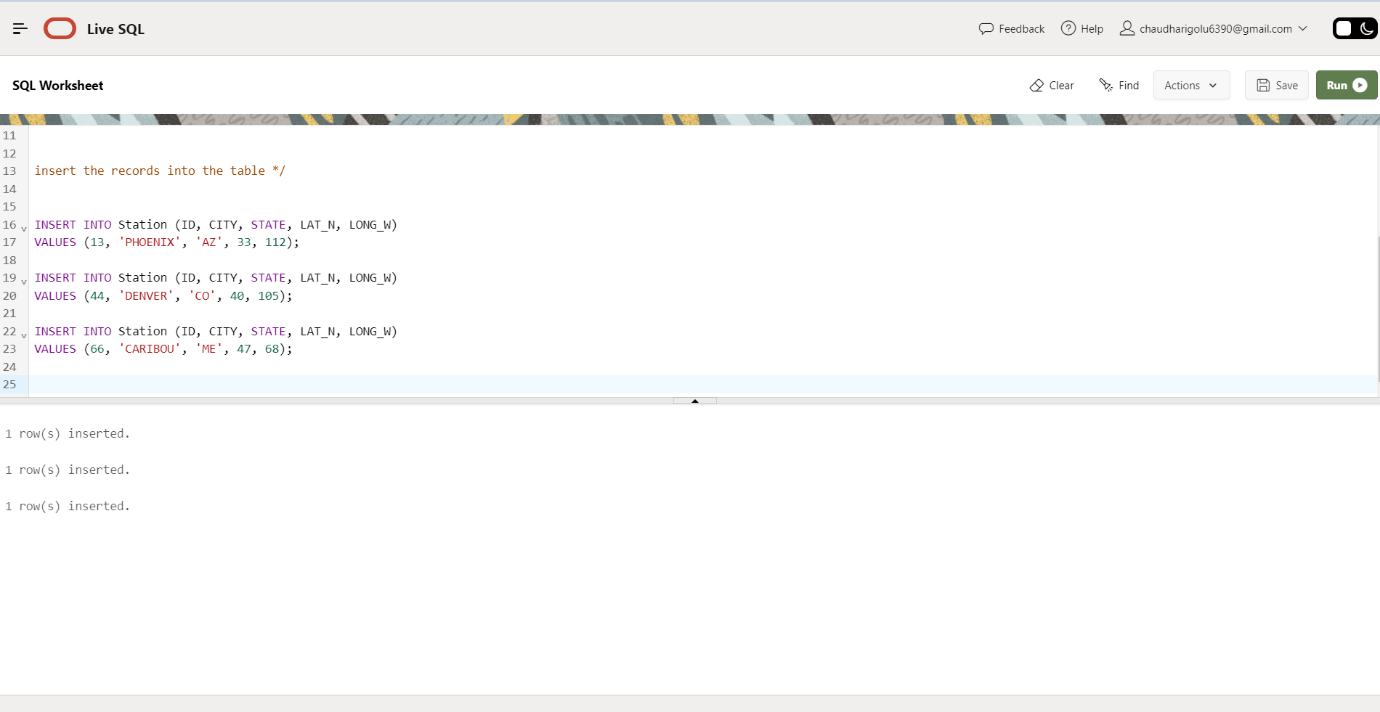 Live SQL Feedback Help chaudharigolu6390@gmail.com
SQL Worksheet Clear Find Actions Save Run
11
12
13 insert the records into the table */
14
15
16 INSERT INTO Station (ID, CITY, STATE, LAT_N, LONG_W)
17 VALUES (13, 'PHOENIX', 'AZ', 33, 112);
18
19 INSERT INTO Station (ID, CITY, STATE, LAT_N, LONG_W)
20 VALUES (44, 'DENVER', 'CO', 40, 105);
21
22 INSERT INTO Station (ID, CITY, STATE, LAT_N, LONG_W)
23 VALUES (66, 'CARIBOU', 'ME', 47, 68);
24
25
1 row(s) inserted.
1 row(s) inserted.
1 row(s) inserted.